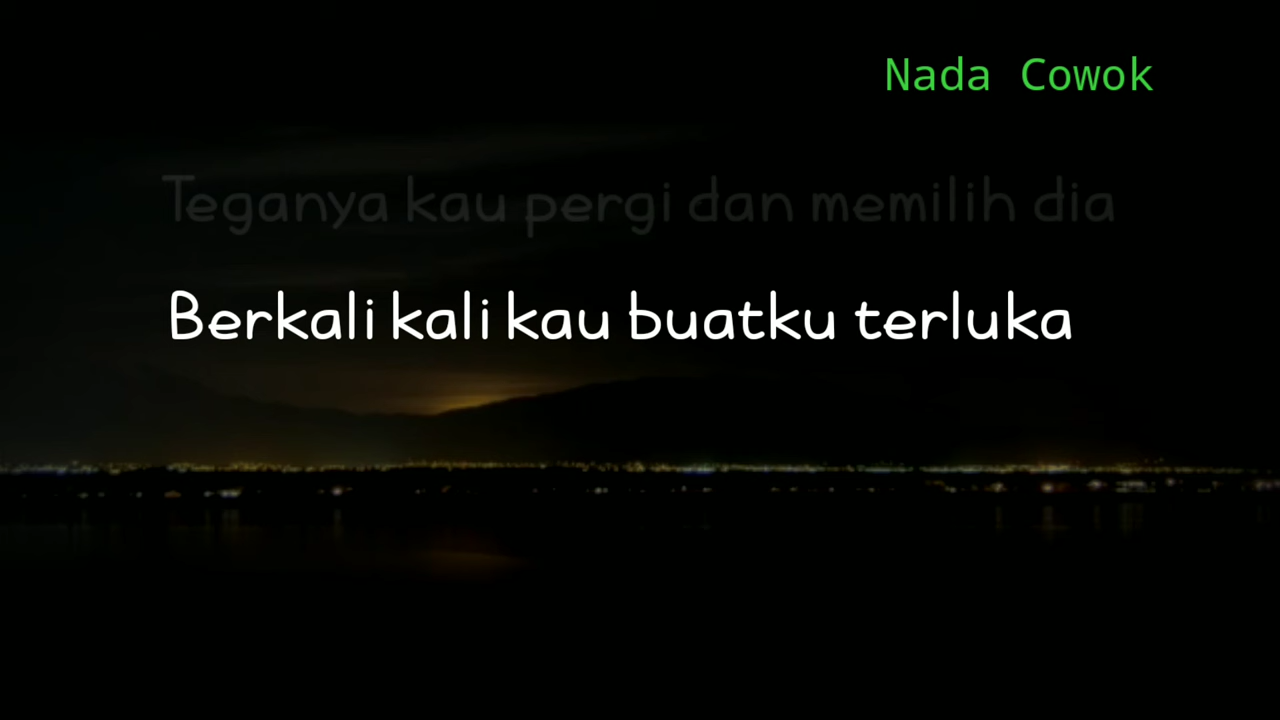 Nada Cowok
Teganya kau pergi dan memilih dia
Berkali kali kau buatku terluka